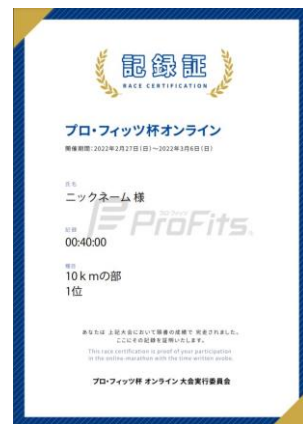 記録証
RACE CERTIFICATION
プロ・フィッツ杯オンライン
開催期間:2022年2月27日(日)~2022年3月6日(日)
氏名
ニックネーム 様
ProFits.
記録
00:40:00
種目
10kmの部
1位
あなたは 上記大会において頭書の成績で 完走されました。
ここにその記録を証明いたします。
This race certification is proof of your participation
in the online marathon with the time written avobe.
プロ・フィッツ杯 オンライン 大会実行委員会